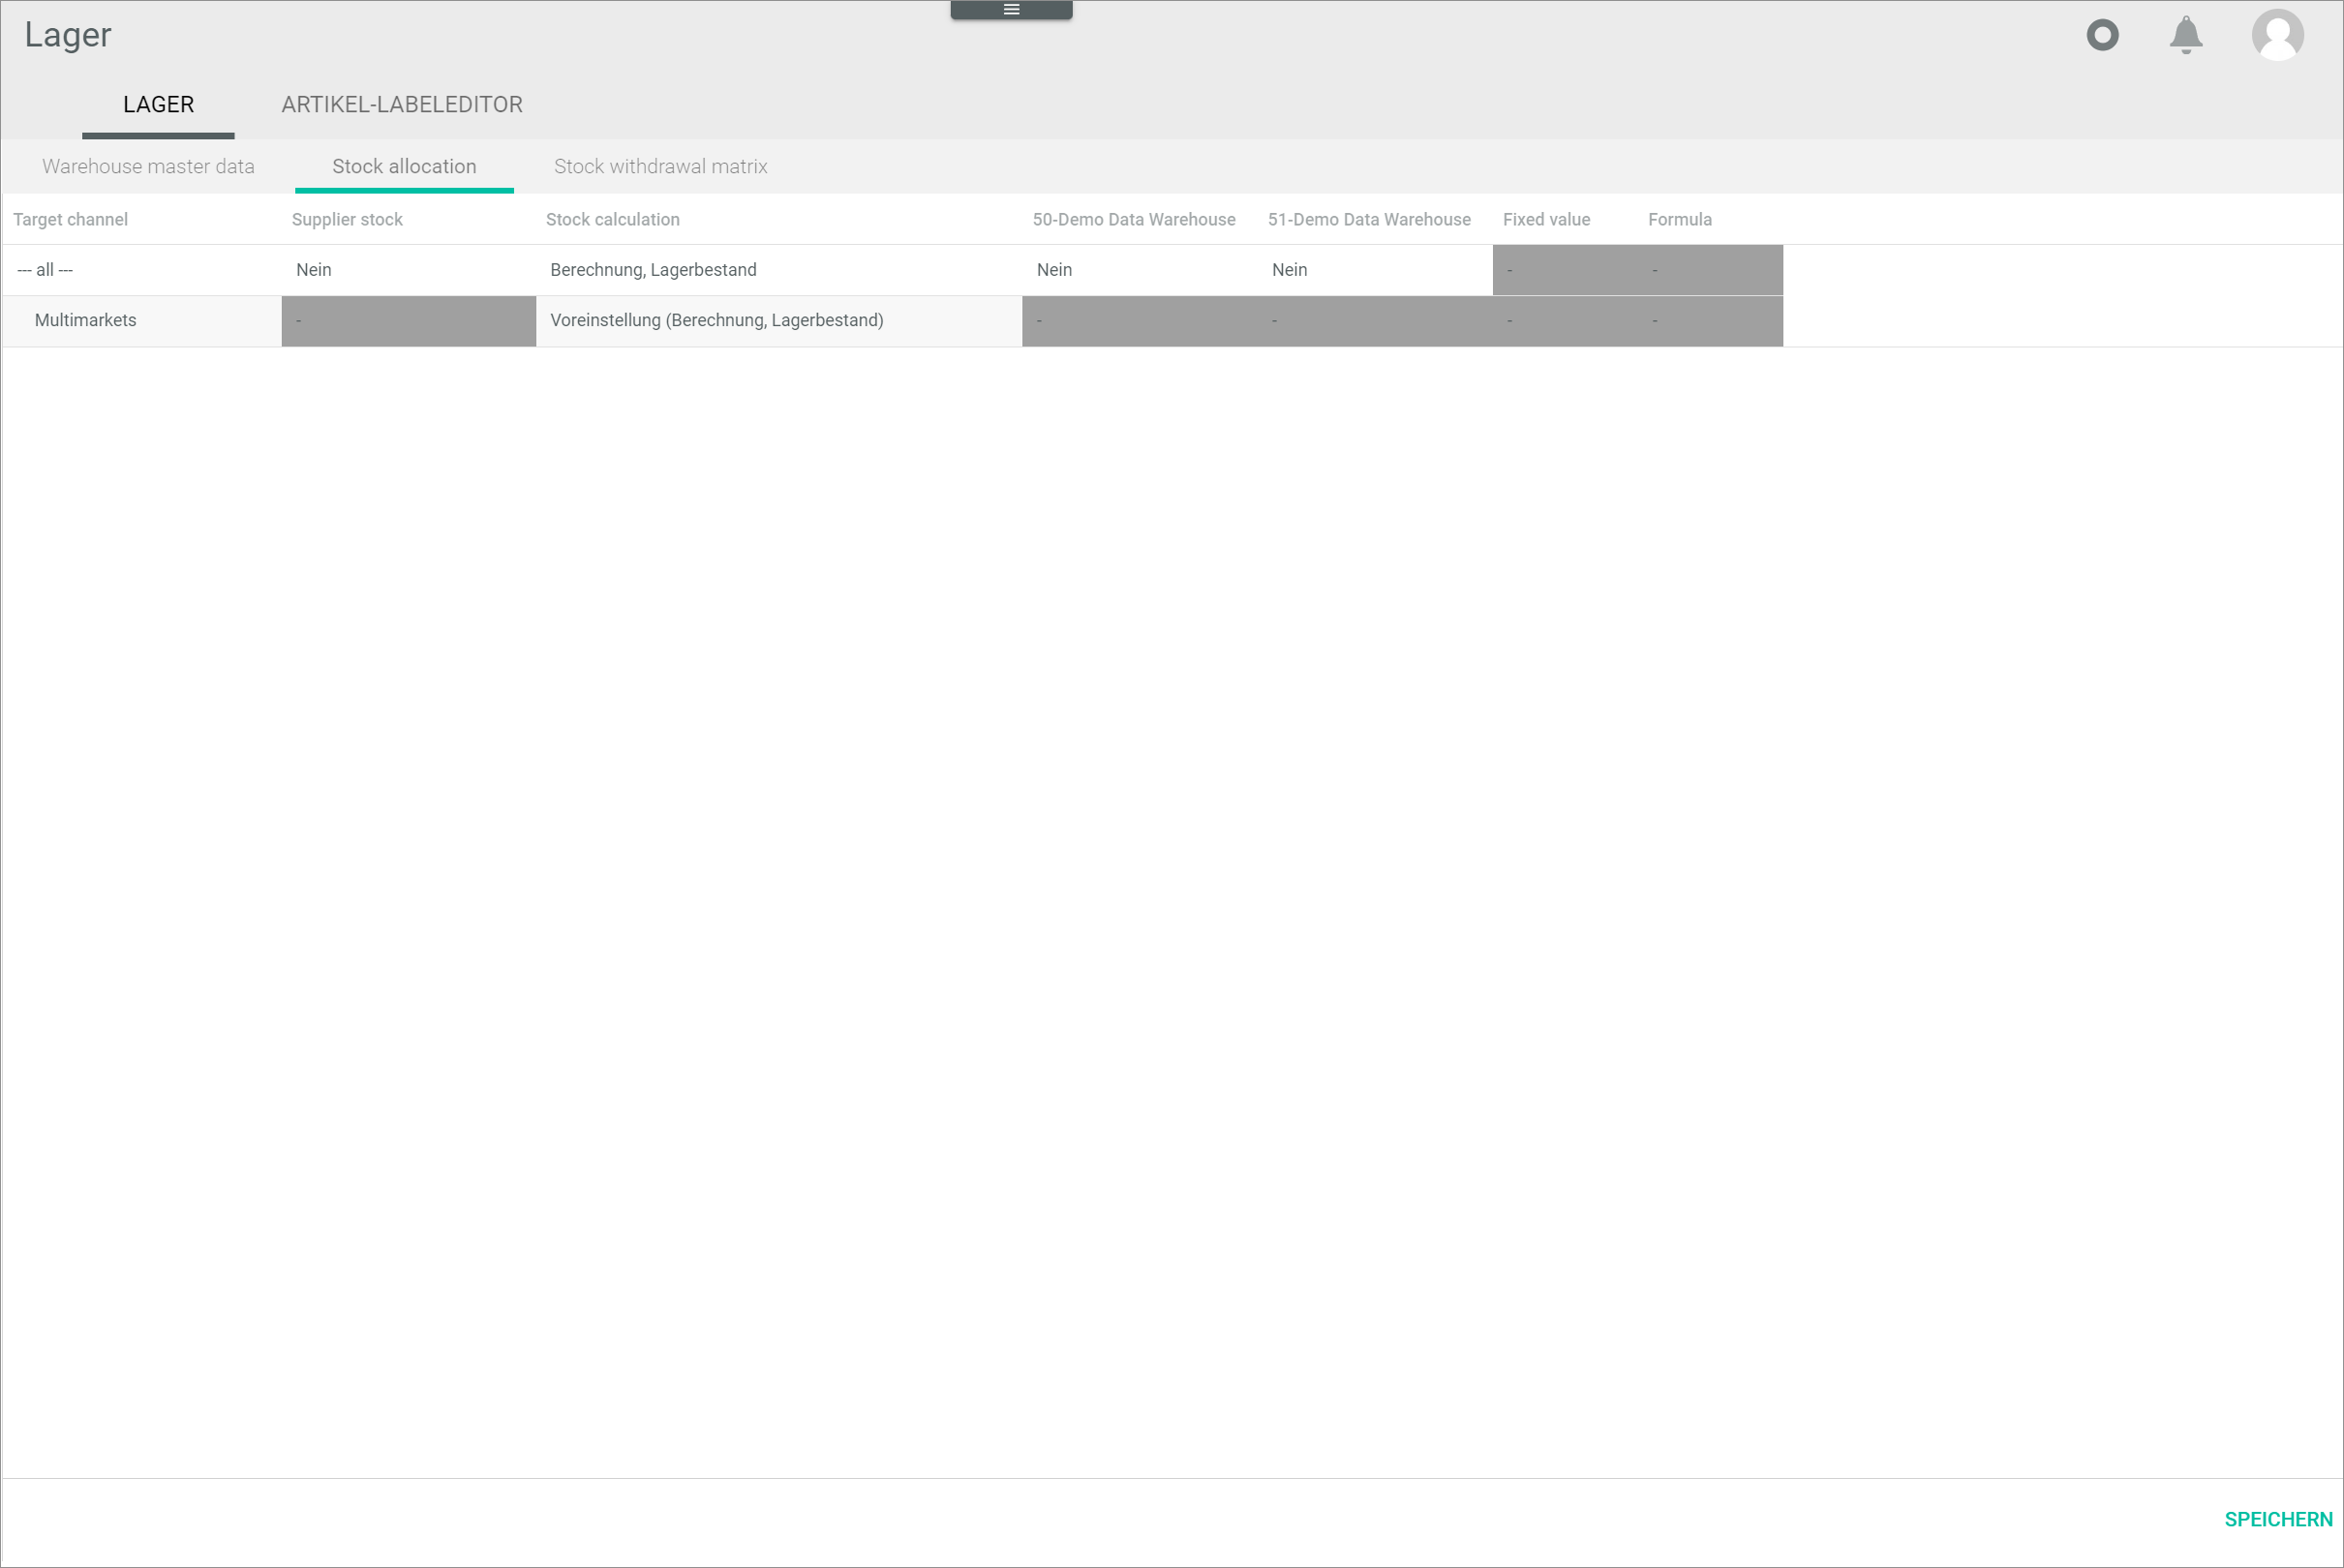 Lager
LAGER ARTIKEL-LABELEDITOR
Warehouse master data Stock allocation Stock withdrawal matrix
Target channel Supplier stock Stock calculation 50-Demo Data Warehouse 51-Demo Data Warehouse Fixed value Formula
--- all --- Nein Berechnung, Lagerbestand Nein Nein - -
Multimarkets - Voreinstellung (Berechnung, Lagerbestand) - - - -
SPEICHERN